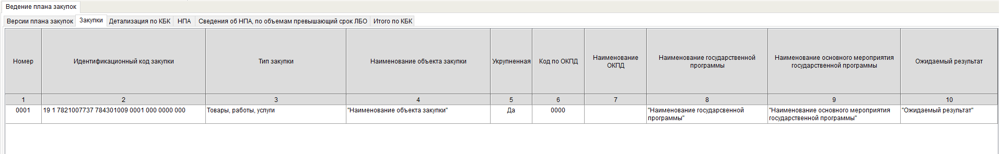 Ведение плана закупок
Версии плана закупок Закупки Детализация по КБК НПА Сведения об НПА, по объемам превышающий срок ЛБО Итого по КБК
Номер
Идентификационный код закупки
Тип закупки
Наименование объекта закупки
Укрупненная
Код по ОКПД
Наименование
ОКПД
Наименование государственной
программы
Наименование основного мероприятия
государственной программы
Ожидаемый результат
1 2 3 4 5 6 7 8 9 10
0001
19 1 7821007737 784301009 0001 000 0000 000
Товары, работы, услуги
"Наименование объекта закупки"
Да
0000
"Наименование государсвенной
программы"
"Наименование основного мероприятия
государственной программы"
"Ожидаемый результат"